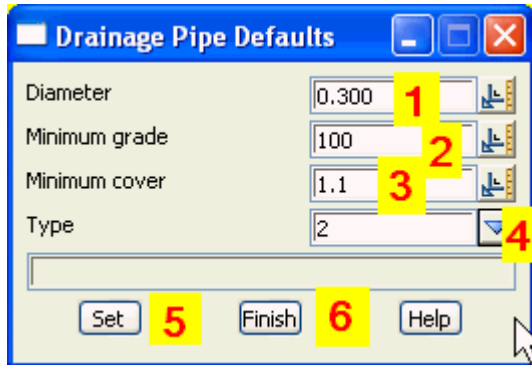 Drainage Pipe Defaults
Diameter 0.300 1
Minimum grade 100 2
Minimum cover 1.1 3
Type 2 4
Set 5 Finish 6 Help